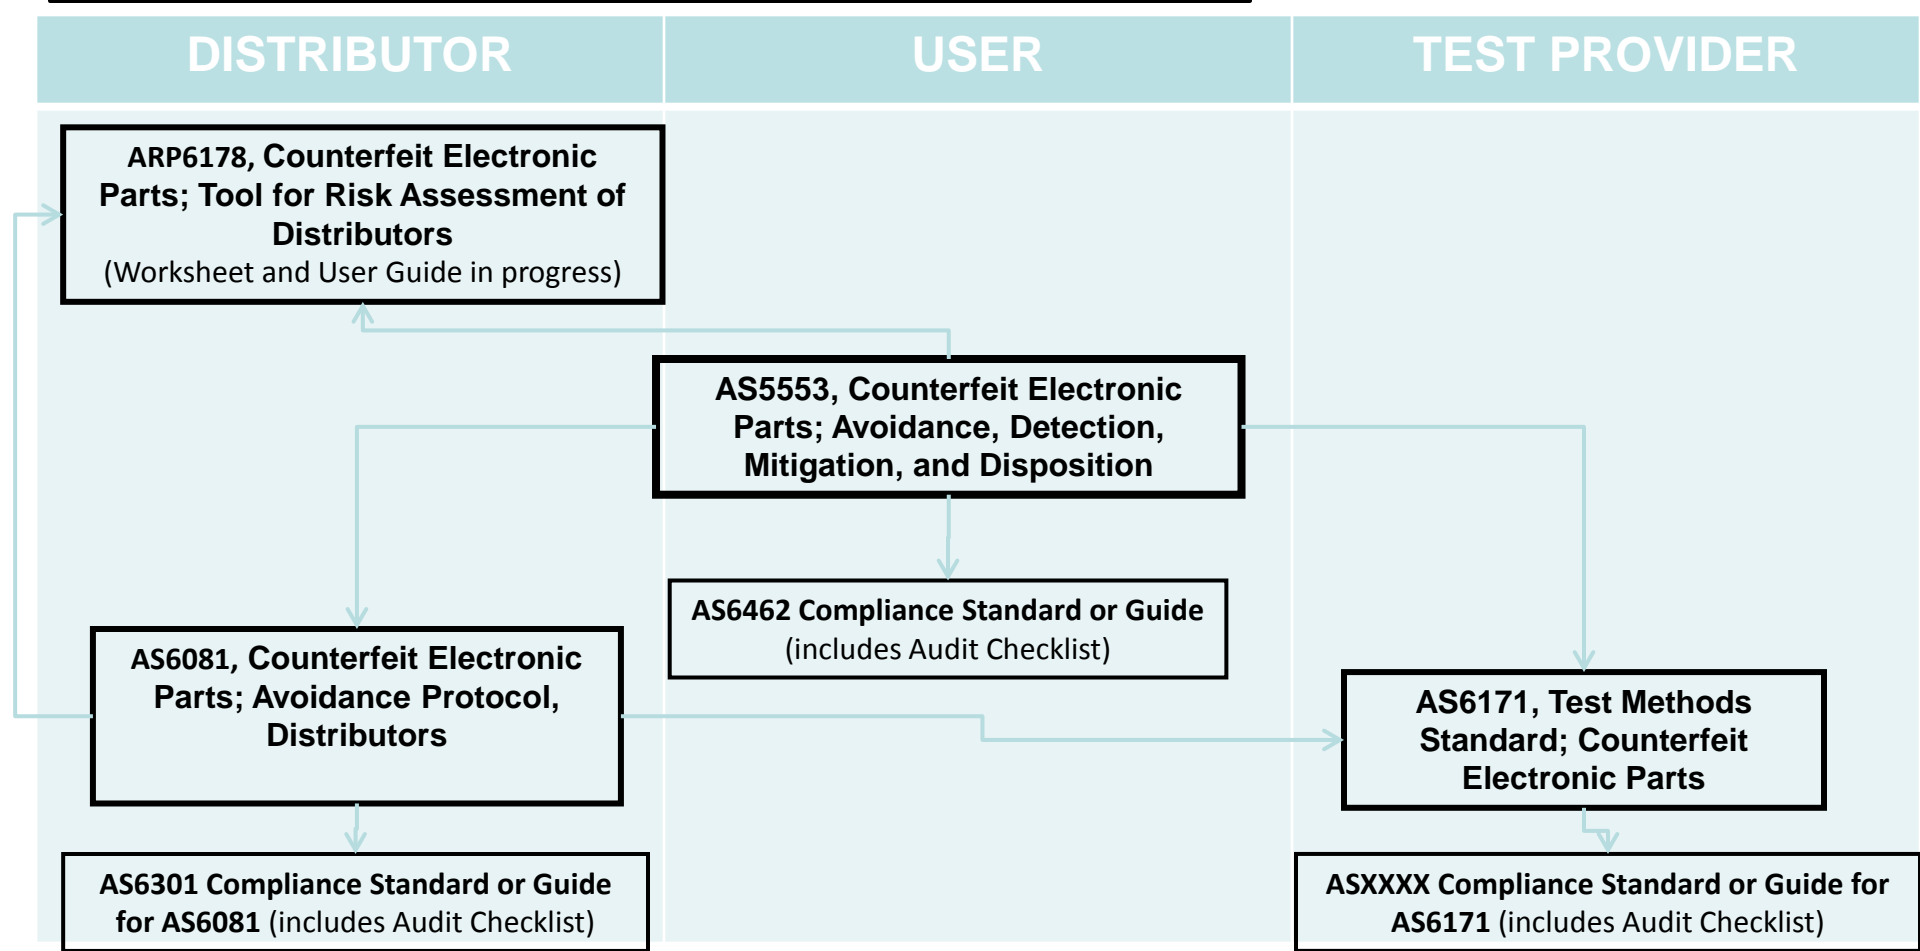 DISTRIBUTOR
USER
TEST PROVIDER
ARP6178, Counterfeit Electronic
Parts; Tool for Risk Assessment of
Distributors
(Worksheet and User Guide in progress)
AS5553, Counterfeit Electronic
Parts; Avoidance, Detection,
Mitigation, and Disposition
AS6462 Compliance Standard or Guide
(includes Audit Checklist)
AS6081, Counterfeit Electronic
Parts; Avoidance Protocol,
Distributors
AS6171, Test Methods
Standard; Counterfeit
Electronic Parts
AS6301 Compliance Standard or Guide
for AS6081 (includes Audit Checklist)
ASXXXX Compliance Standard or Guide for
AS6171 (includes Audit Checklist)